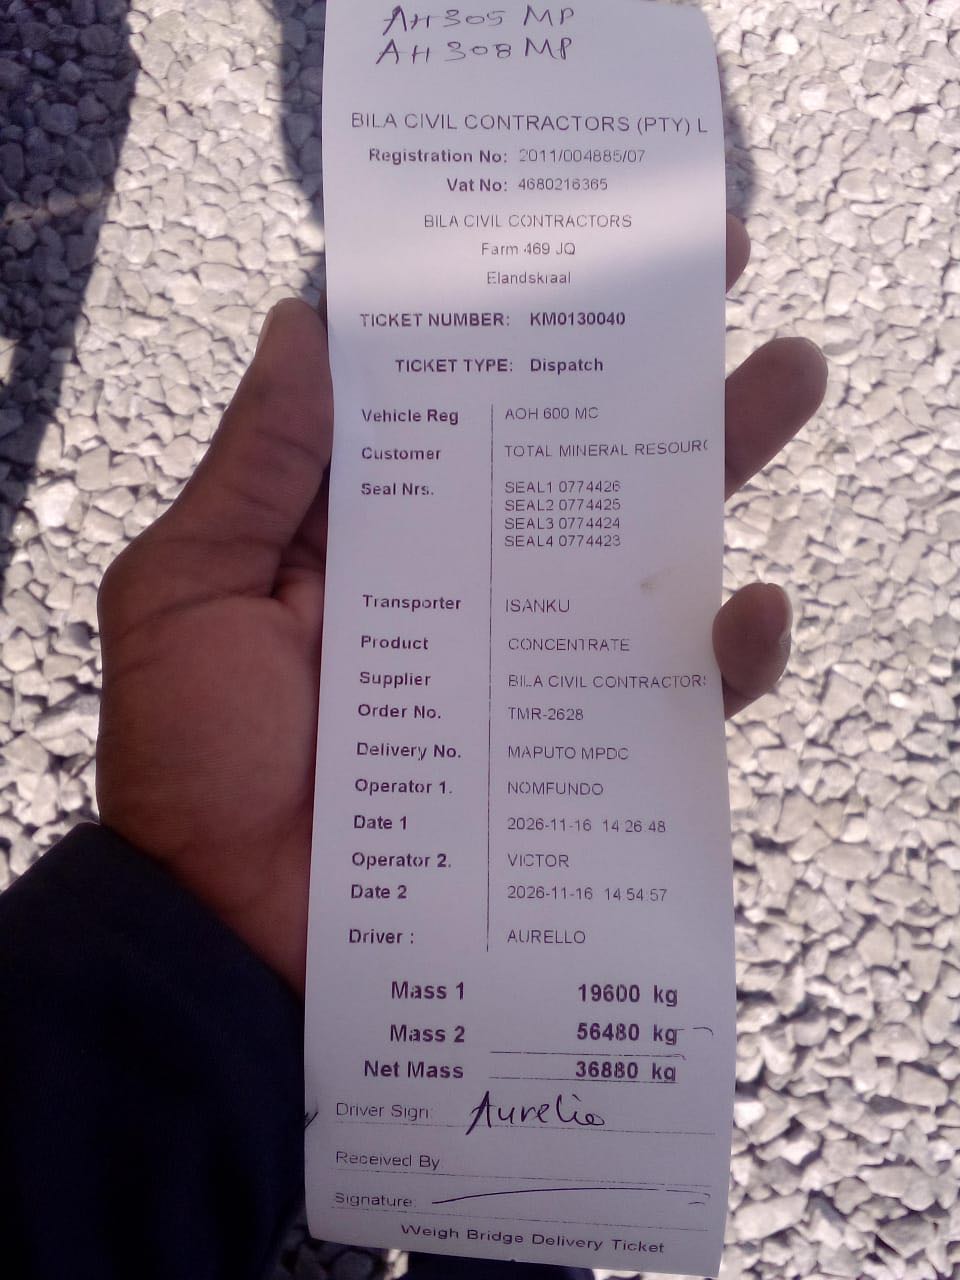 AH 305 MP
AH 308 MP
BILA CIVIL CONTRACTORS (PTY) L
Registration No: 2011/004885/07
Vat No: 4680216365
BILA CIVIL CONTRACTORS
Farm 469 JQ
Elandskraal
TICKET NUMBER: KM0130040
TICKET TYPE: Dispatch
Vehicle Reg AOH 600 MC
Customer TOTAL MINERAL RESOURC
Seal Nrs. SEAL1 0774426
SEAL2 0774425
SEAL3 0774424
SEAL4 0774423
Transporter ISANKU
Product CONCENTRATE
Supplier BILA CIVIL CONTRACTORS
Order No. TMR-2628
Delivery No. MAPUTO MPDC
Operator 1. NOMFUNDO
Date 1 2026-11-16 14:26:48
Operator 2. VICTOR
Date 2 2026-11-16 14:54:57
Driver : AURELLO
Mass 1 19600 kg
Mass 2 56480 kg
Net Mass 36880 kg
Driver Sign: Aurelio
Received By
Signature:
Weigh Bridge Delivery Ticket